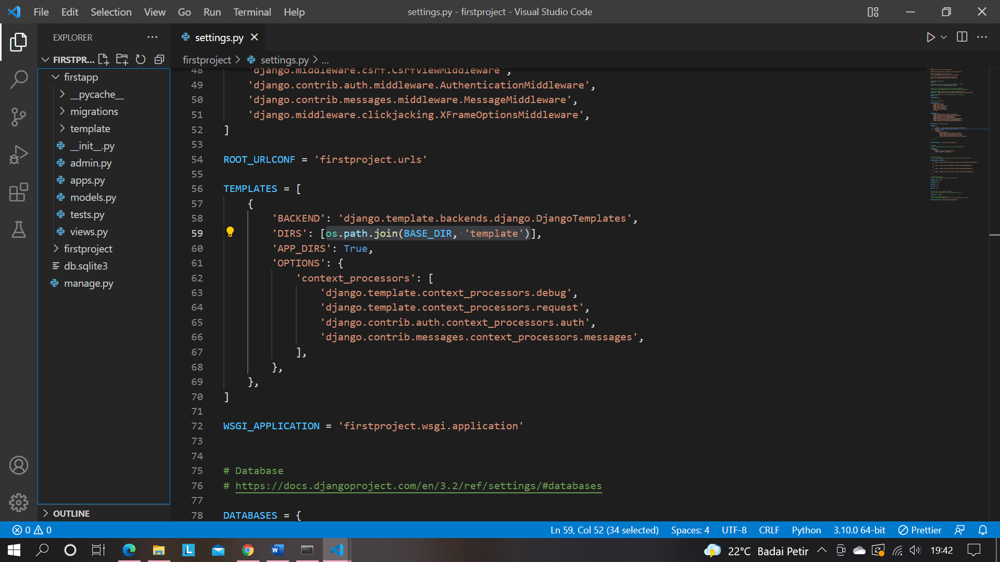 File Edit Selection View Go Run Terminal Help
settings.py - firstproject - Visual Studio Code
EXPLORER
settings.py
FIRSTPR...
firstproject > settings.py > ...
firstapp
__pycache__
migrations
template
__init__.py
admin.py
apps.py
models.py
tests.py
views.py
firstproject
db.sqlite3
manage.py
OUTLINE
48 'django.middleware.csrf.CsrfViewMiddleware',
49 'django.contrib.auth.middleware.AuthenticationMiddleware',
50 'django.contrib.messages.middleware.MessageMiddleware',
51 'django.middleware.clickjacking.XFrameOptionsMiddleware',
52 ]
53
54 ROOT_URLCONF = 'firstproject.urls'
55
56 TEMPLATES = [
57 {
58 'BACKEND': 'django.template.backends.django.DjangoTemplates',
59 'DIRS': [os.path.join(BASE_DIR, 'template')],
60 'APP_DIRS': True,
61 'OPTIONS': {
62 'context_processors': [
63 'django.template.context_processors.debug',
64 'django.template.context_processors.request',
65 'django.contrib.auth.context_processors.auth',
66 'django.contrib.messages.context_processors.messages',
67 ],
68 },
69 },
70 ]
71
72 WSGI_APPLICATION = 'firstproject.wsgi.application'
73
74
75 # Database
76 # https://docs.djangoproject.com/en/3.2/ref/settings/#databases
77
78 DATABASES = {
0 0
Ln 59, Col 52 (34 selected) Spaces: 4 UTF-8 CRLF Python 3.10.0 64-bit Prettier
L
W
22°C Badai Petir
19:42